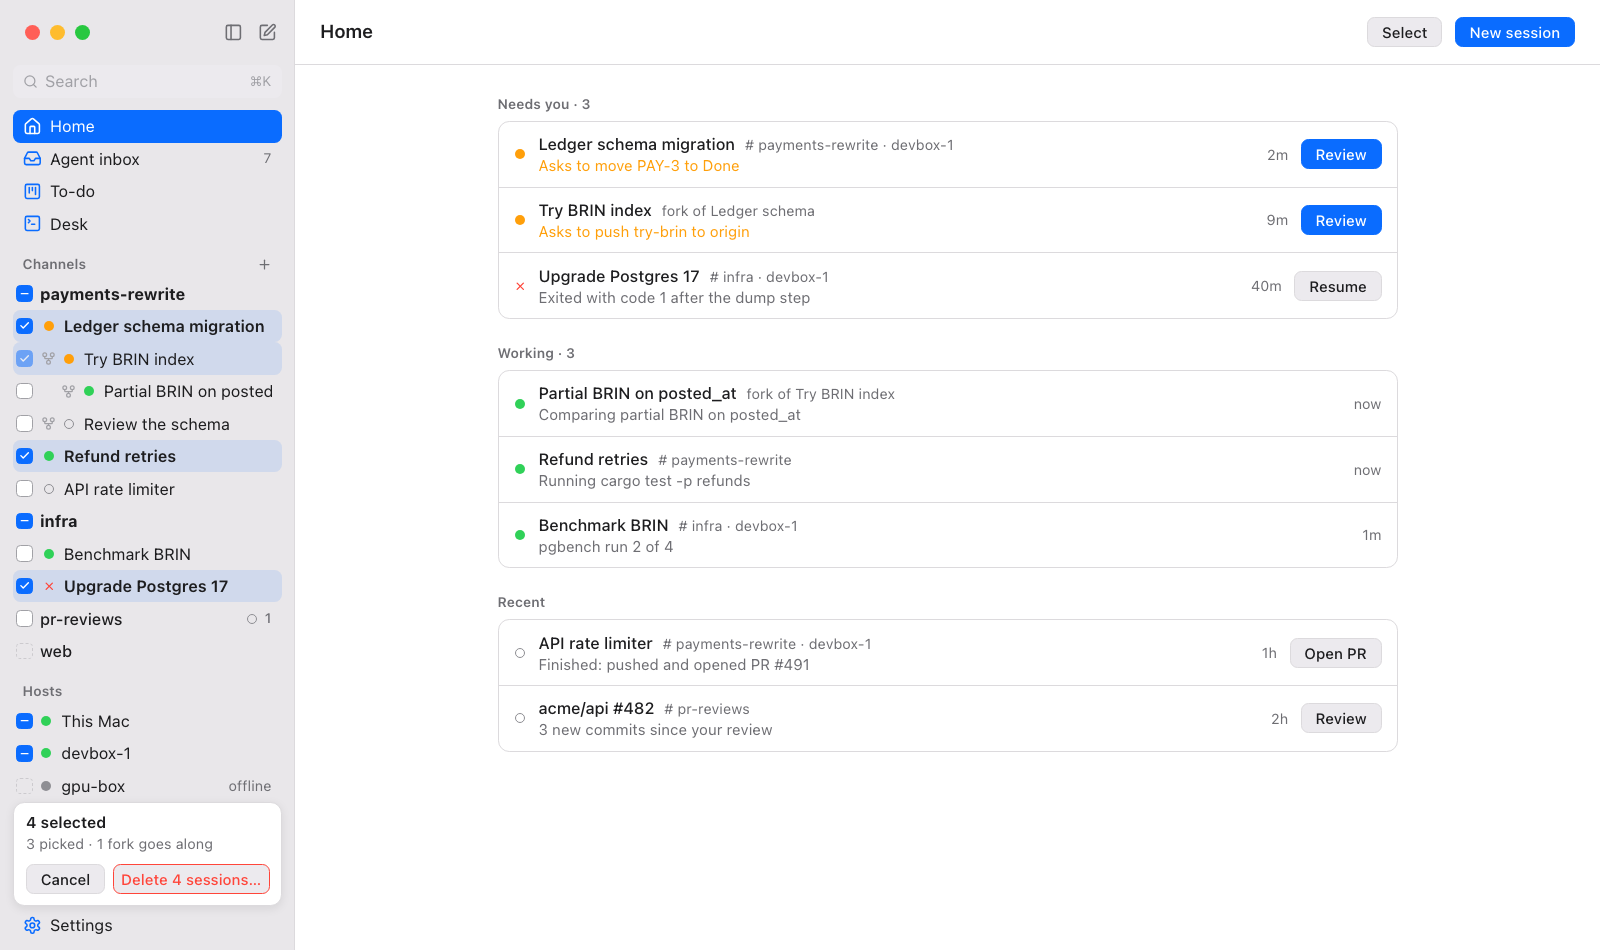 Home
Select
New session
Search
⌘K
Home
Agent inbox
7
To-do
Desk
Channels
payments-rewrite
Ledger schema migration
Try BRIN index
Partial BRIN on posted
Review the schema
Refund retries
API rate limiter
infra
Benchmark BRIN
Upgrade Postgres 17
pr-reviews
1
web
Hosts
This Mac
devbox-1
gpu-box
offline
4 selected
3 picked · 1 fork goes along
Cancel
Delete 4 sessions...
Settings
Needs you · 3
Ledger schema migration # payments-rewrite · devbox-1
Asks to move PAY-3 to Done
2m
Review
Try BRIN index fork of Ledger schema
Asks to push try-brin to origin
9m
Review
Upgrade Postgres 17 # infra · devbox-1
Exited with code 1 after the dump step
40m
Resume
Working · 3
Partial BRIN on posted_at fork of Try BRIN index
Comparing partial BRIN on posted_at
now
Refund retries # payments-rewrite
Running cargo test -p refunds
now
Benchmark BRIN # infra · devbox-1
pgbench run 2 of 4
1m
Recent
API rate limiter # payments-rewrite · devbox-1
Finished: pushed and opened PR #491
1h
Open PR
acme/api #482 # pr-reviews
3 new commits since your review
2h
Review